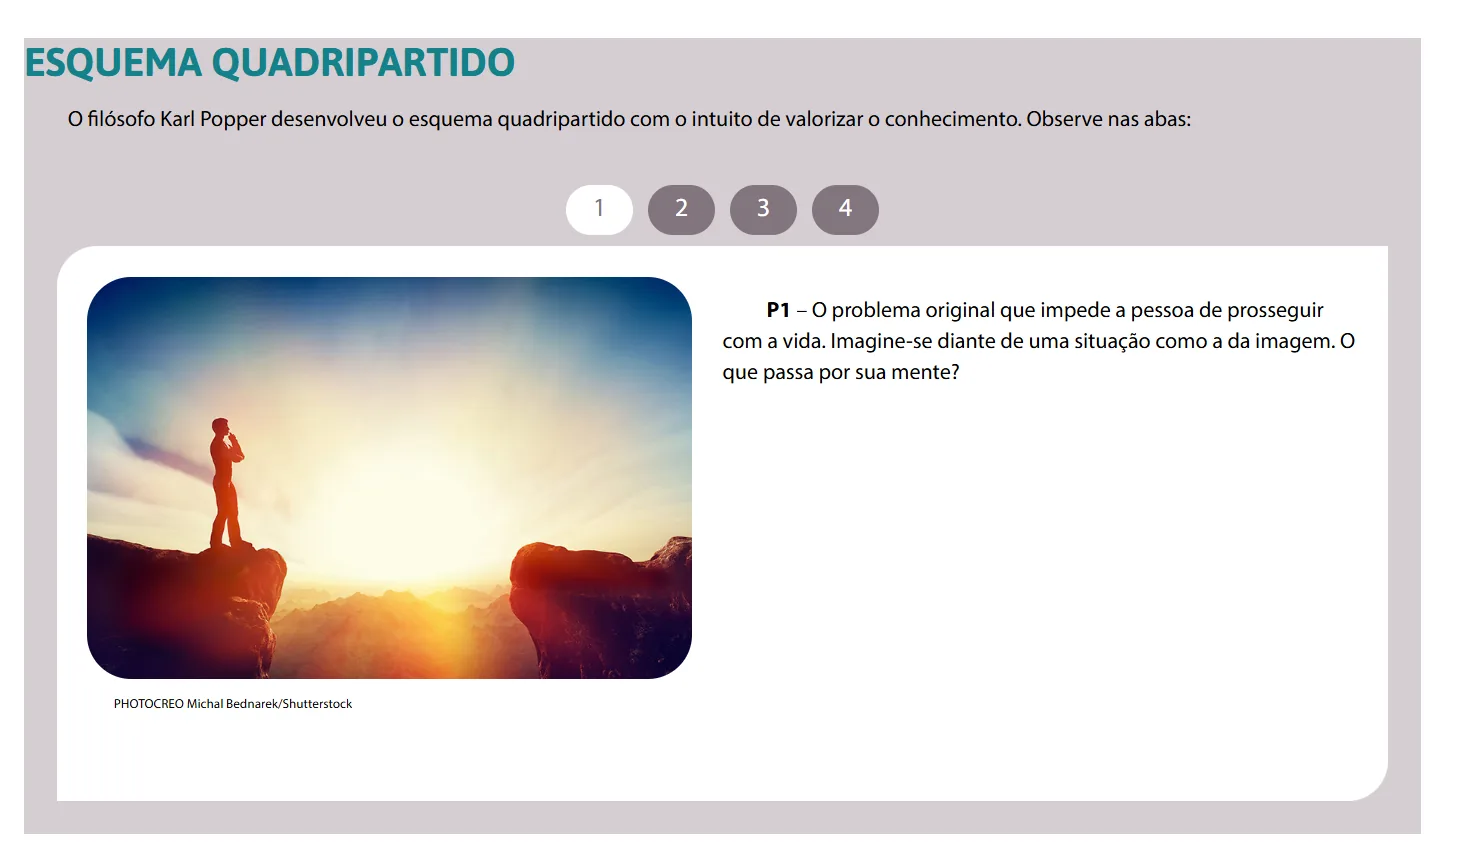 ESQUEMA QUADRIPARTIDO
O filósofo Karl Popper desenvolveu o esquema quadripartido com o intuito de valorizar o conhecimento. Observe nas abas:
1 2 3 4
P1 – O problema original que impede a pessoa de prosseguir
com a vida. Imagine-se diante de uma situação como a da imagem. O
que passa por sua mente?
PHOTOCREO Michal Bednarek/Shutterstock